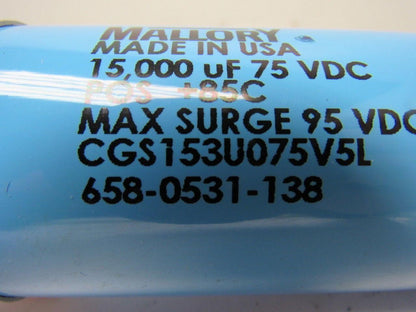 MALLORY
MADE IN USA
15,000 uF 75 VDC
POS +85C
MAX SURGE 95 VDC
CGS153U075V5L
658-0531-138